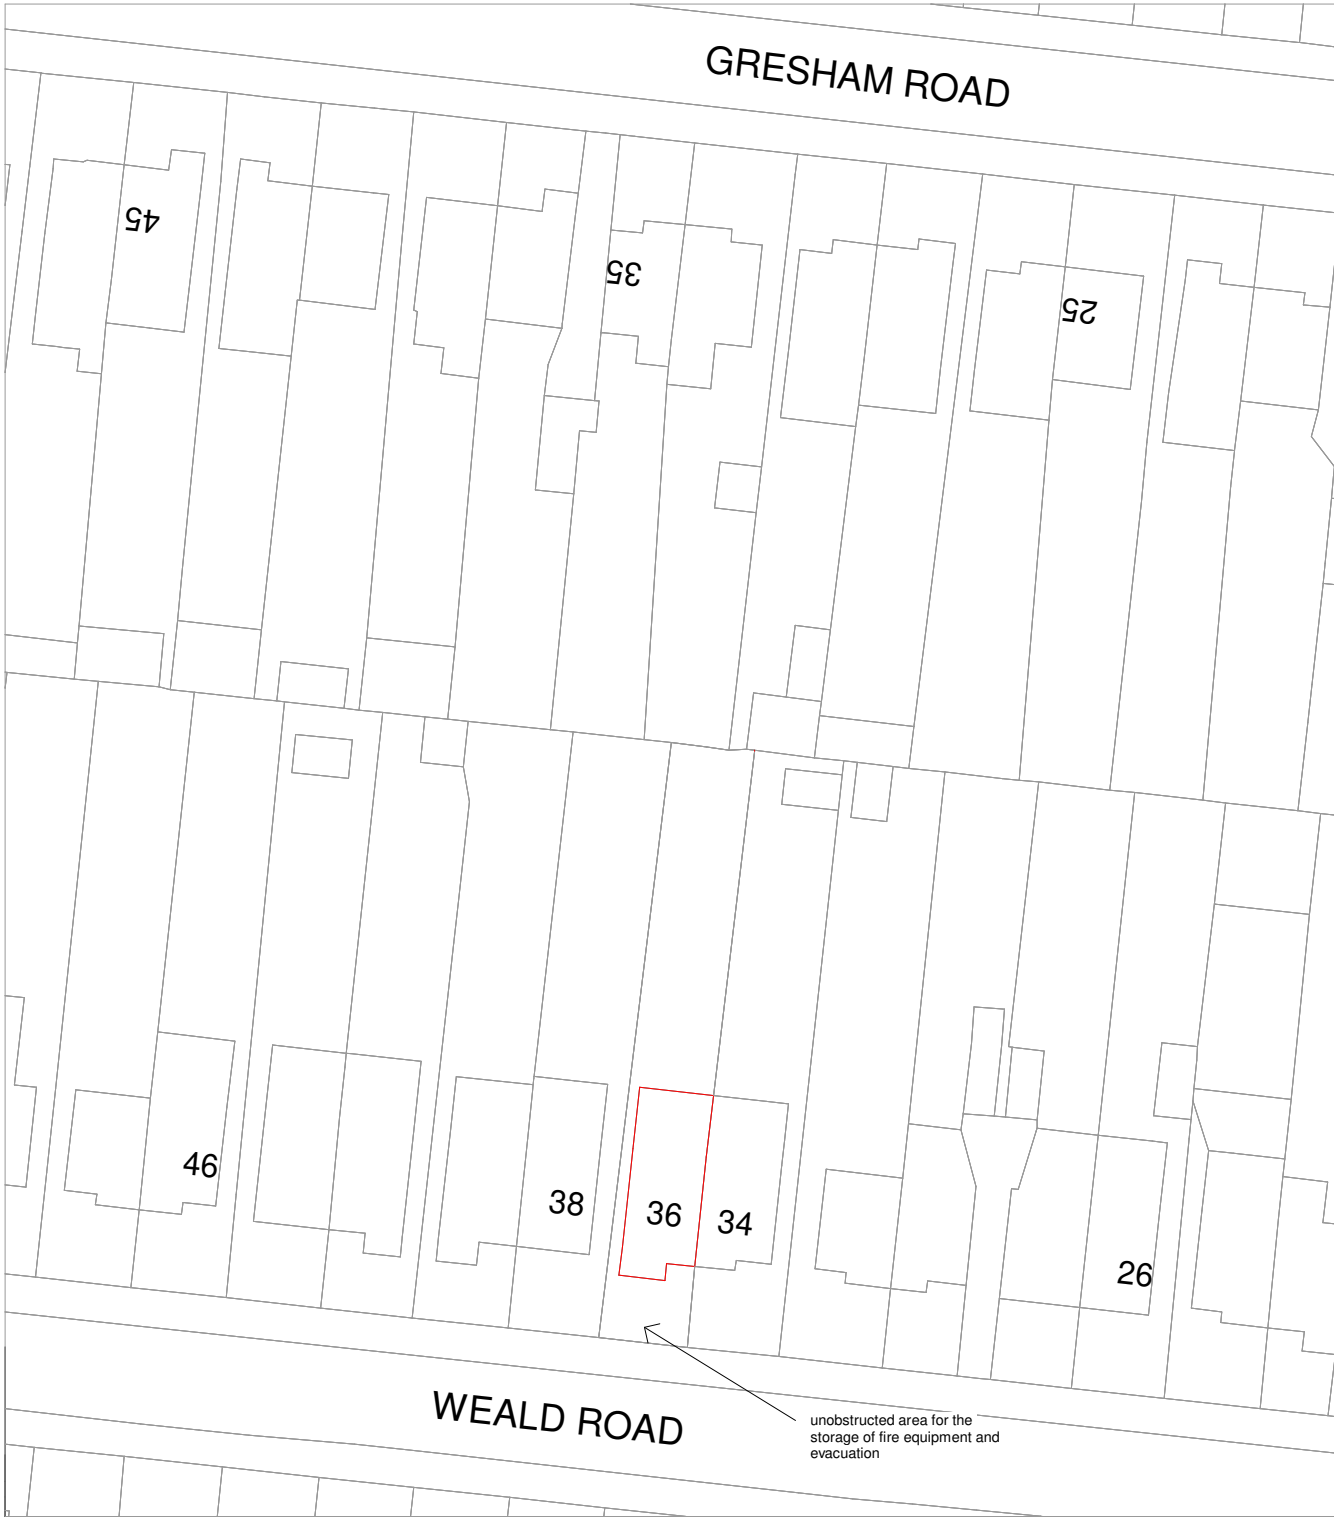 GRESHAM ROAD
45
35
25
46
38
36
34
26
WEALD ROAD
unobstructed area for the
storage of fire equipment and
evacuation